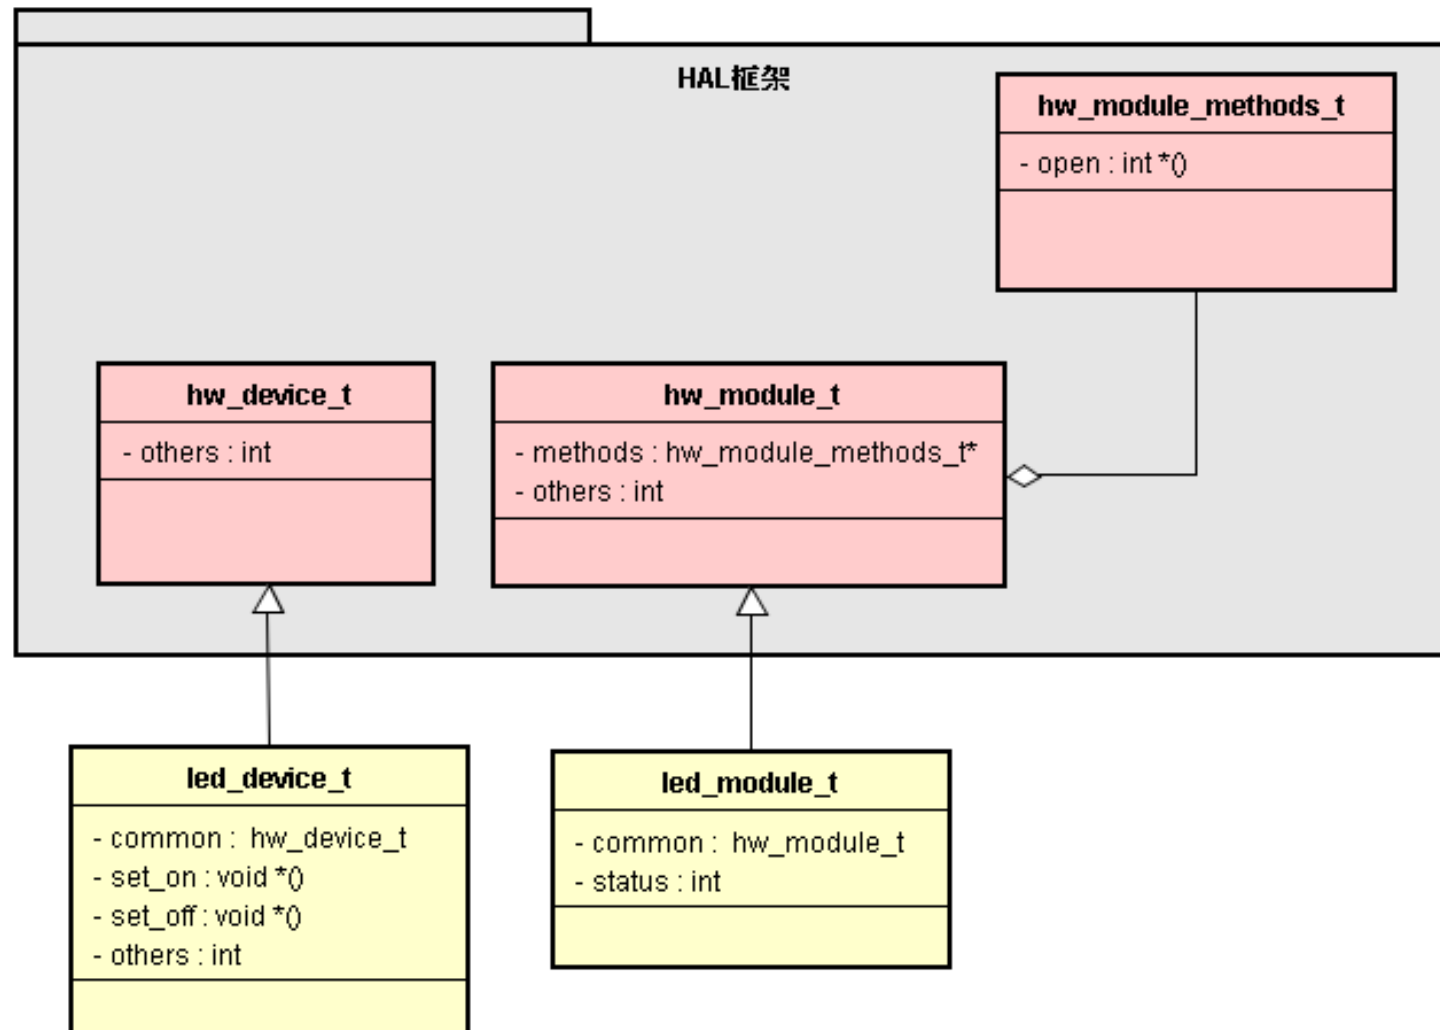 HAL框架
hw_module_methods_t
- open : int *()
hw_device_t
- others : int
hw_module_t
- methods : hw_module_methods_t*
- others : int
led_device_t
- common :  hw_device_t
- set_on : void *()
- set_off : void *()
- others : int
led_module_t
- common :  hw_module_t
- status : int